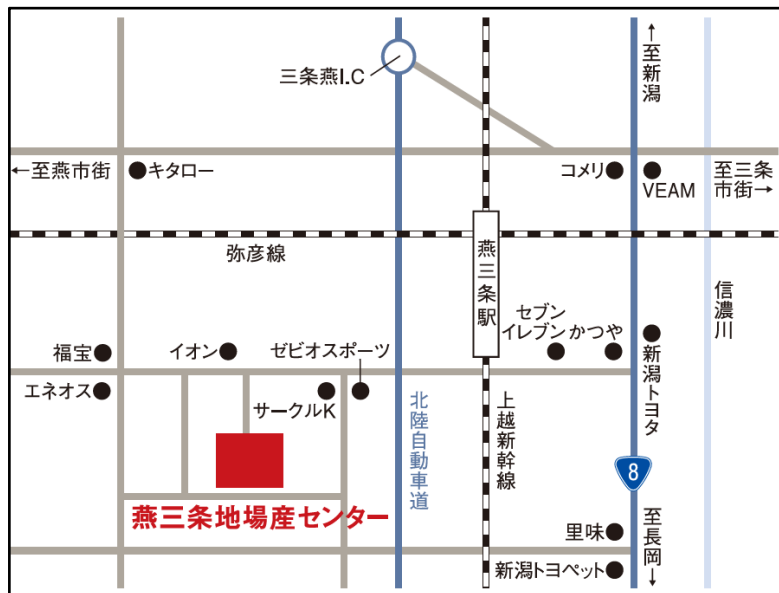 ↑至新潟
三条燕I.C
←至燕市街
キタロー
コメリ
VEAM
至三条
市街→
弥彦線
燕三条駅
信濃川
セブン
イレブン
かつや
新潟トヨタ
福宝
イオン
ゼビオスポーツ
エネオス
サークルK
北陸自動車道
上越新幹線
8
燕三条地場産センター
里味
至長岡↓
新潟トヨペット